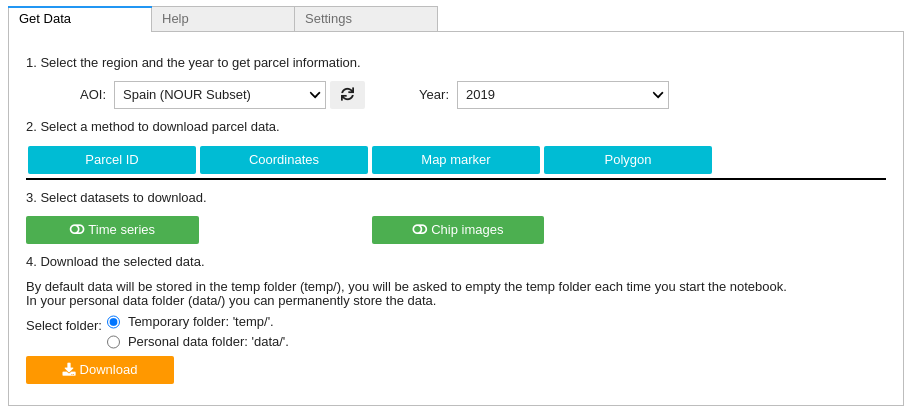 Get Data Help Settings
1. Select the region and the year to get parcel information.
AOI: Spain (NOUR Subset) Year: 2019
2. Select a method to download parcel data.
Parcel ID Coordinates Map marker Polygon
3. Select datasets to download.
Time series Chip images
4. Download the selected data.
By default data will be stored in the temp folder (temp/), you will be asked to empty the temp folder each time you start the notebook.
In your personal data folder (data/) you can permanently store the data.
Select folder: Temporary folder: 'temp/'.
Personal data folder: 'data/'.
Download